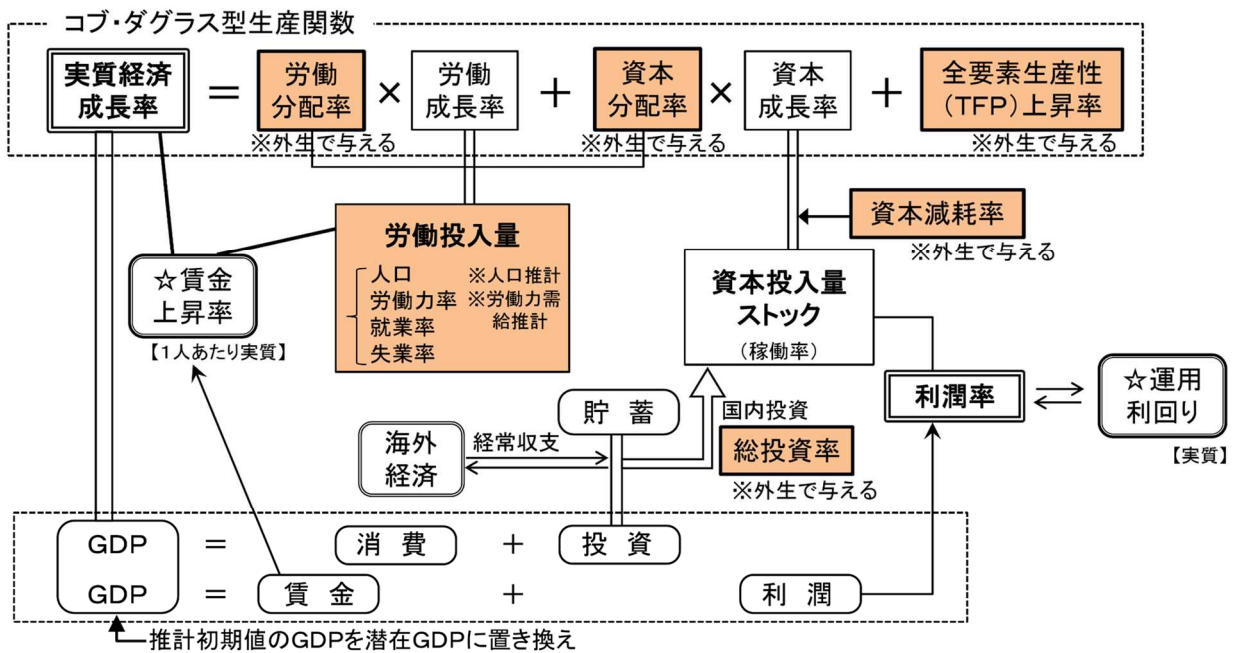 コブ・ダグラス型生産関数
実質経済
成長率
=
労働
分配率
×
労働
成長率
+
資本
分配率
×
資本
成長率
+
全要素生産性
(TFP)上昇率
※外生で与える
※外生で与える
※外生で与える
資本減耗率
※外生で与える
労働投入量
人口 ※人口推計
労働力率 ※労働力需
就業率 給推計
失業率
☆賃金
上昇率
【1人あたり実質】
資本投入量
ストック
(稼働率)
利潤率
☆運用
利回り
【実質】
貯 蓄
国内投資
海外
経済
経常収支
総投資率
※外生で与える
GDP = 消 費 + 投 資
GDP = 賃 金 + 利 潤
推計初期値のGDPを潜在GDPに置き換え